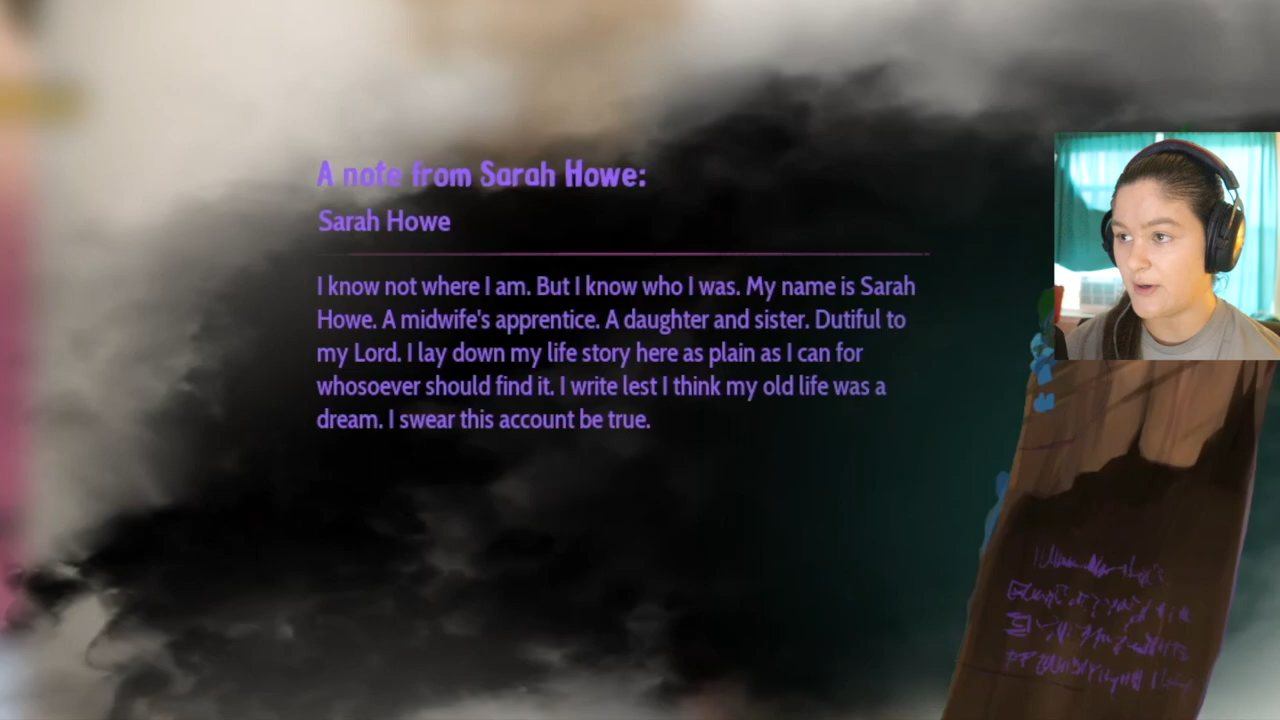 A note from Sarah Howe:
Sarah Howe
I know not where I am. But I know who I was. My name is Sarah
Howe. A midwife's apprentice. A daughter and sister. Dutiful to
my Lord. I lay down my life story here as plain as I can for
whosoever should find it. I write lest I think my old life was a
dream. I swear this account be true.